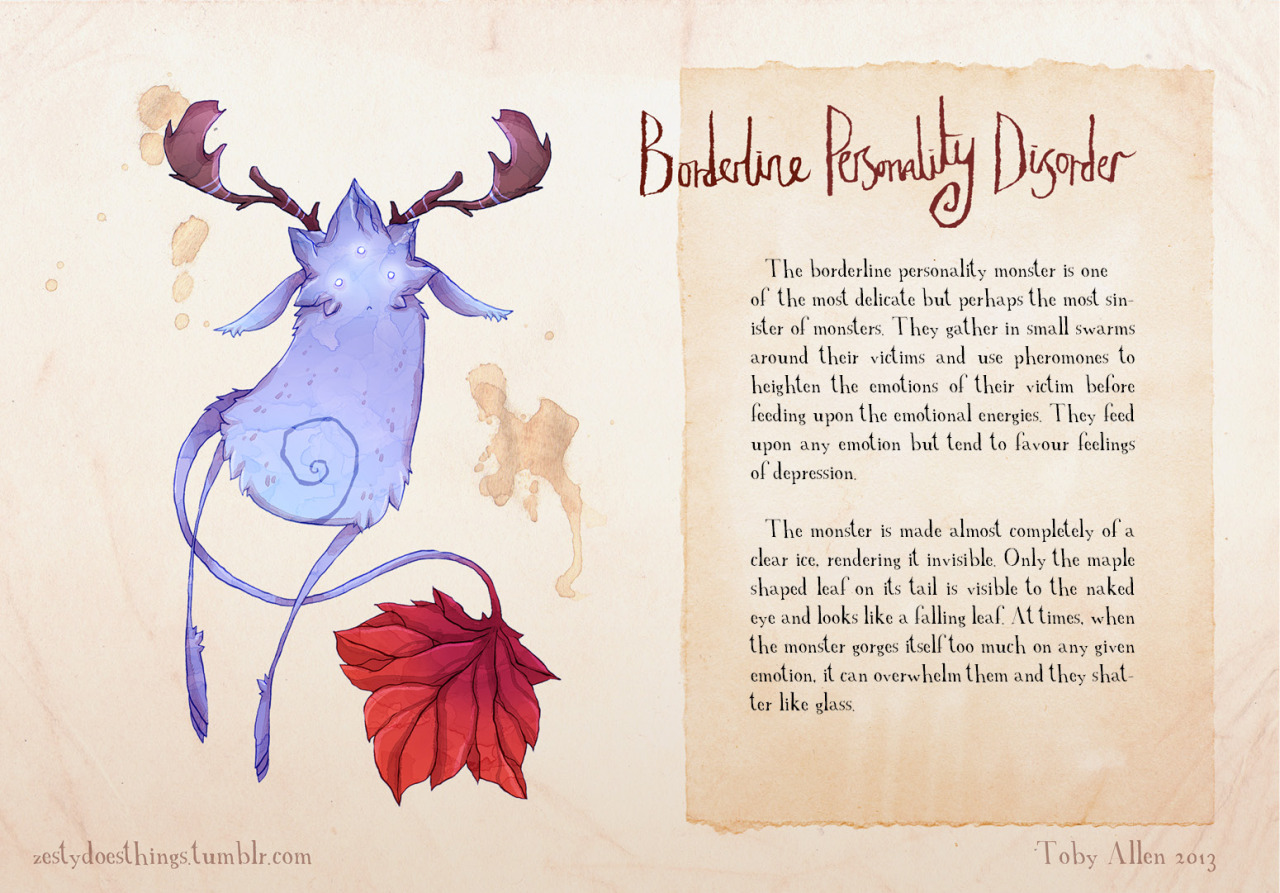 Borderline Personality Disorder
The borderline personality monster is one
of the most delicate but perhaps the most sin-
ister of monsters. They gather in small swarms
around their victims and use pheromones to
heighten the emotions of their victim before
feeding upon the emotional energies. They feed
upon any emotion but tend to favour feelings
of depression.
The monster is made almost completely of a
clear ice, rendering it invisible. Only the maple
shaped leaf on its tail is visible to the naked
eye and looks like a falling leaf. At times, when
the monster gorges itself too much on any given
emotion, it can overwhelm them and they shat-
ter like glass.
zestydoesthings.tumblr.com
Toby Allen 2013